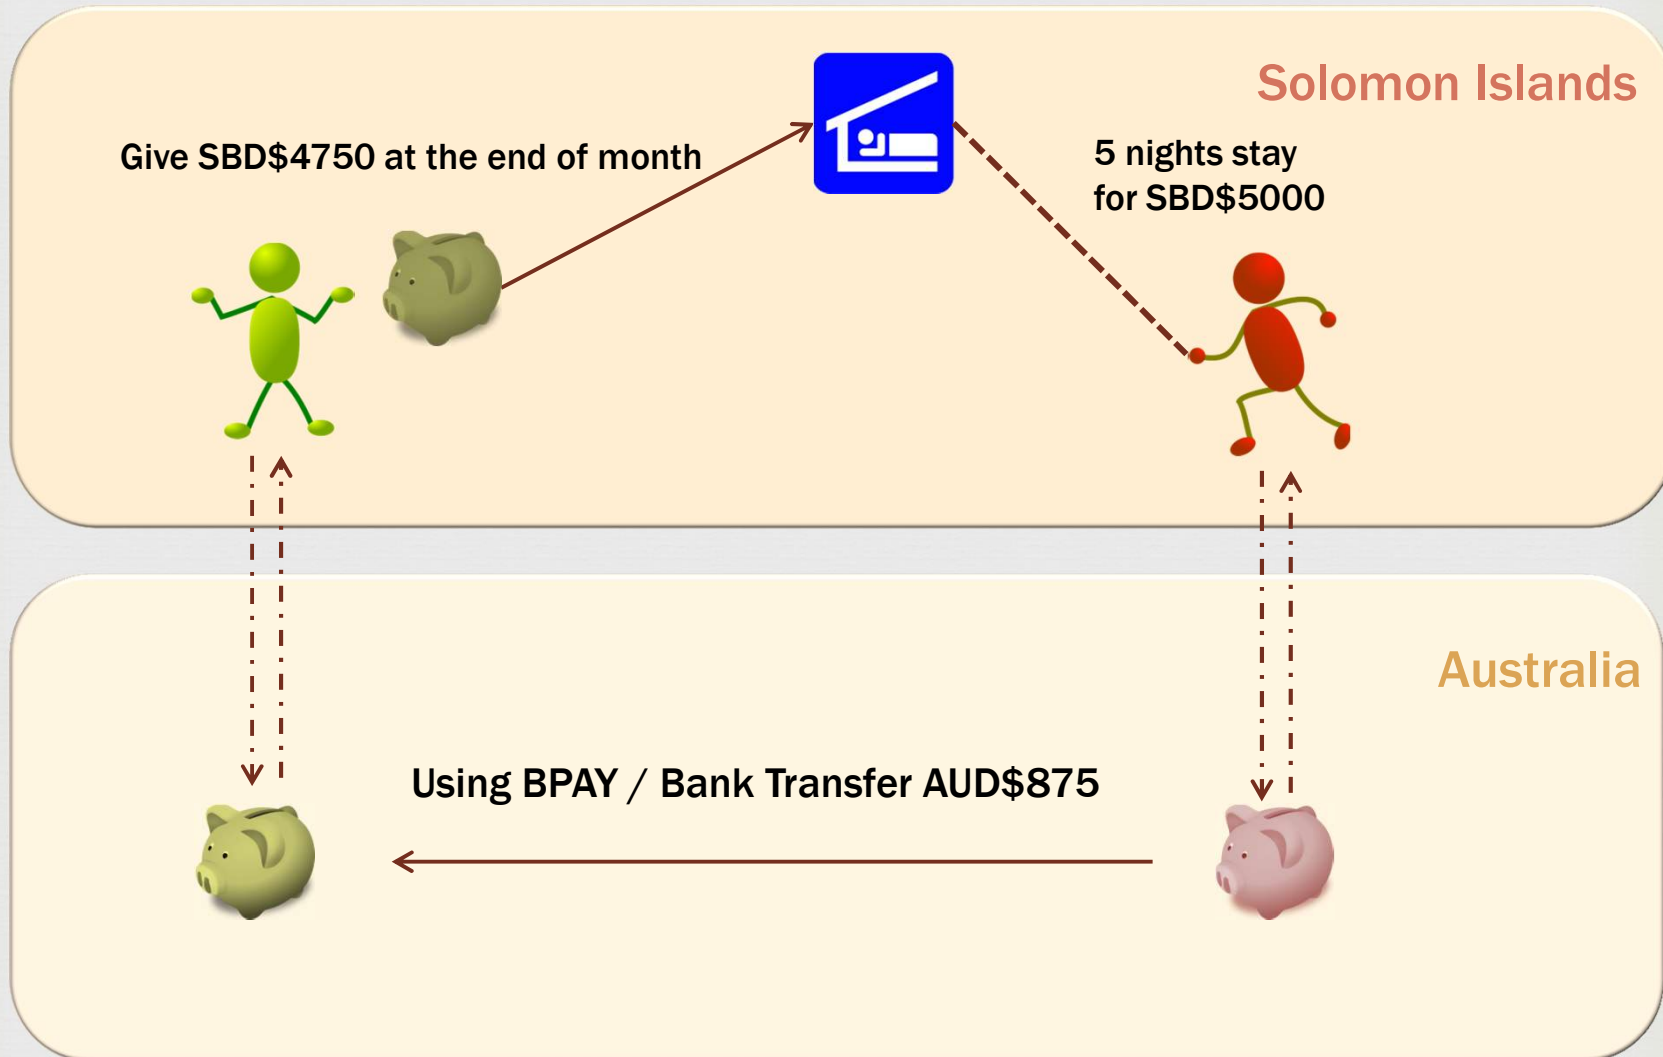 Solomon Islands
Give SBD$4750 at the end of month
5 nights stay
for SBD$5000
Australia
Using BPAY / Bank Transfer AUD$875